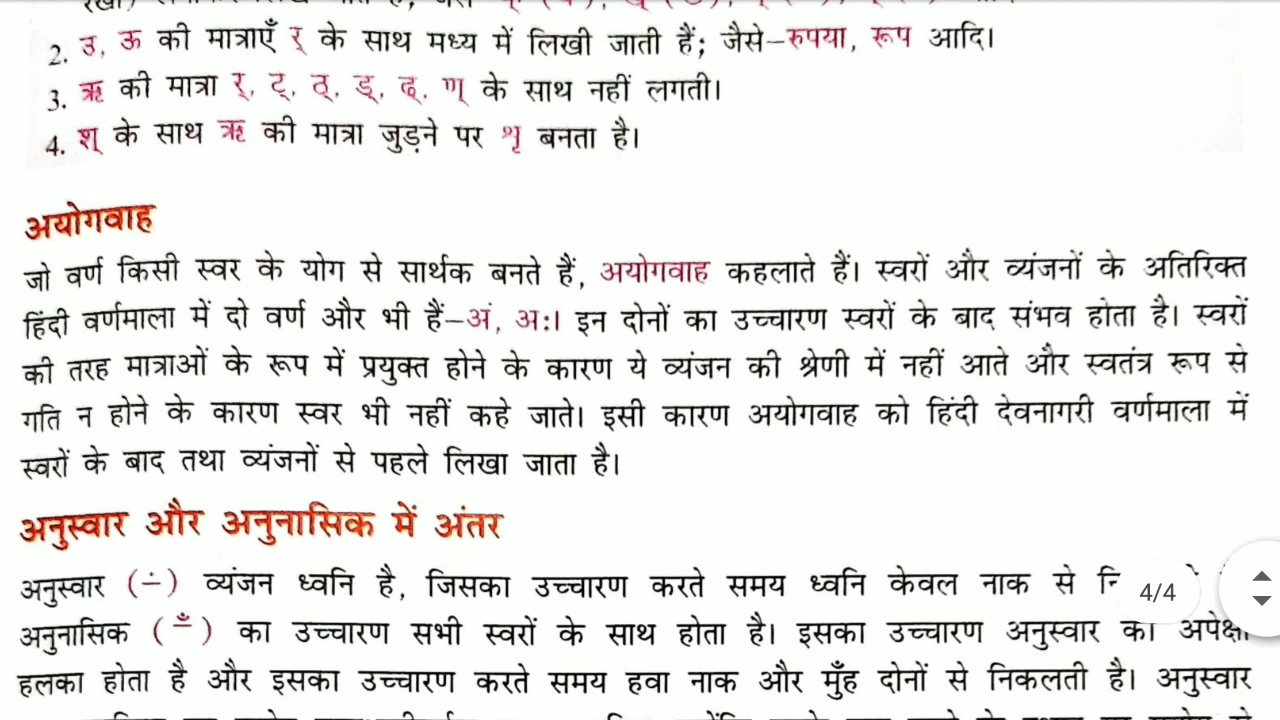 2. उ, ऊ की मात्राएँ र् के साथ मध्य में लिखी जाती हैं; जैसे–रुपया, रूप आदि।
3. ऋ की मात्रा र्, ट्, ठ्, ड्, ढ्, ण् के साथ नहीं लगती।
4. श् के साथ ऋ की मात्रा जुड़ने पर शृ बनता है।
अयोगवाह
जो वर्ण किसी स्वर के योग से सार्थक बनते हैं, अयोगवाह कहलाते हैं। स्वरों और व्यंजनों के अतिरिक्त
हिंदी वर्णमाला में दो वर्ण और भी हैं–अं, अः। इन दोनों का उच्चारण स्वरों के बाद संभव होता है। स्वरों
की तरह मात्राओं के रूप में प्रयुक्त होने के कारण ये व्यंजन की श्रेणी में नहीं आते और स्वतंत्र रूप से
गति न होने के कारण स्वर भी नहीं कहे जाते। इसी कारण अयोगवाह को हिंदी देवनागरी वर्णमाला में
स्वरों के बाद तथा व्यंजनों से पहले लिखा जाता है।
अनुस्वार और अनुनासिक में अंतर
अनुस्वार (∸) व्यंजन ध्वनि है, जिसका उच्चारण करते समय ध्वनि केवल नाक से
4/4
अनुनासिक (ँ) का उच्चारण सभी स्वरों के साथ होता है। इसका उच्चारण अनुस्वार की अपेक्षा
हलका होता है और इसका उच्चारण करते समय हवा नाक और मुँह दोनों से निकलती है। अनुस्वार